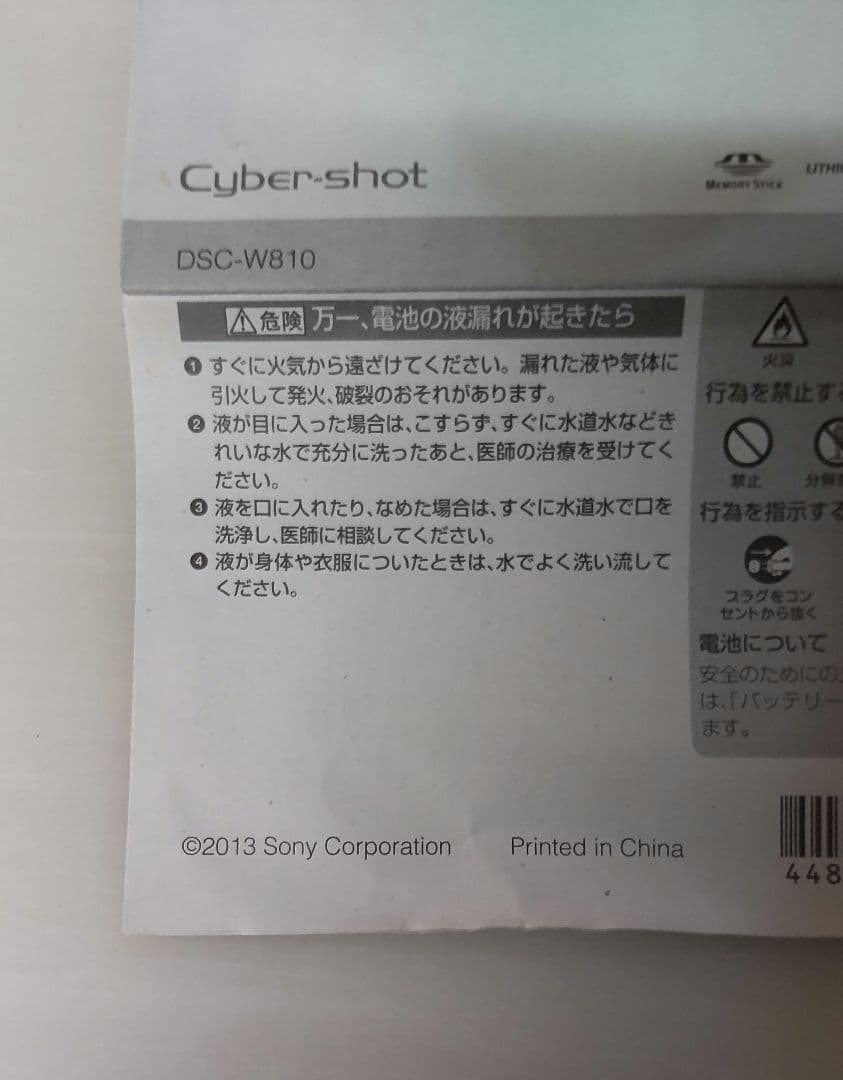 Cyber-shot
MEMORY STICK
DSC-W810
危険 万一、電池の液漏れが起きたら
❶ すぐに火気から遠ざけてください。漏れた液や気体に
引火して発火、破裂のおそれがあります。
❷ 液が目に入った場合は、こすらず、すぐに水道水などき
れいな水で充分に洗ったあと、医師の治療を受けてく
ださい。
❸ 液を口に入れたり、なめた場合は、すぐに水道水で口を
洗浄し、医師に相談してください。
❹ 液が身体や衣服についたときは、水でよく洗い流して
ください。
火災
行為を禁止する
禁止
行為を指示する
プラグをコン
セントから抜く
電池について
安全のためにの
は、「バッテリー
ます。
©2013 Sony Corporation Printed in China
448